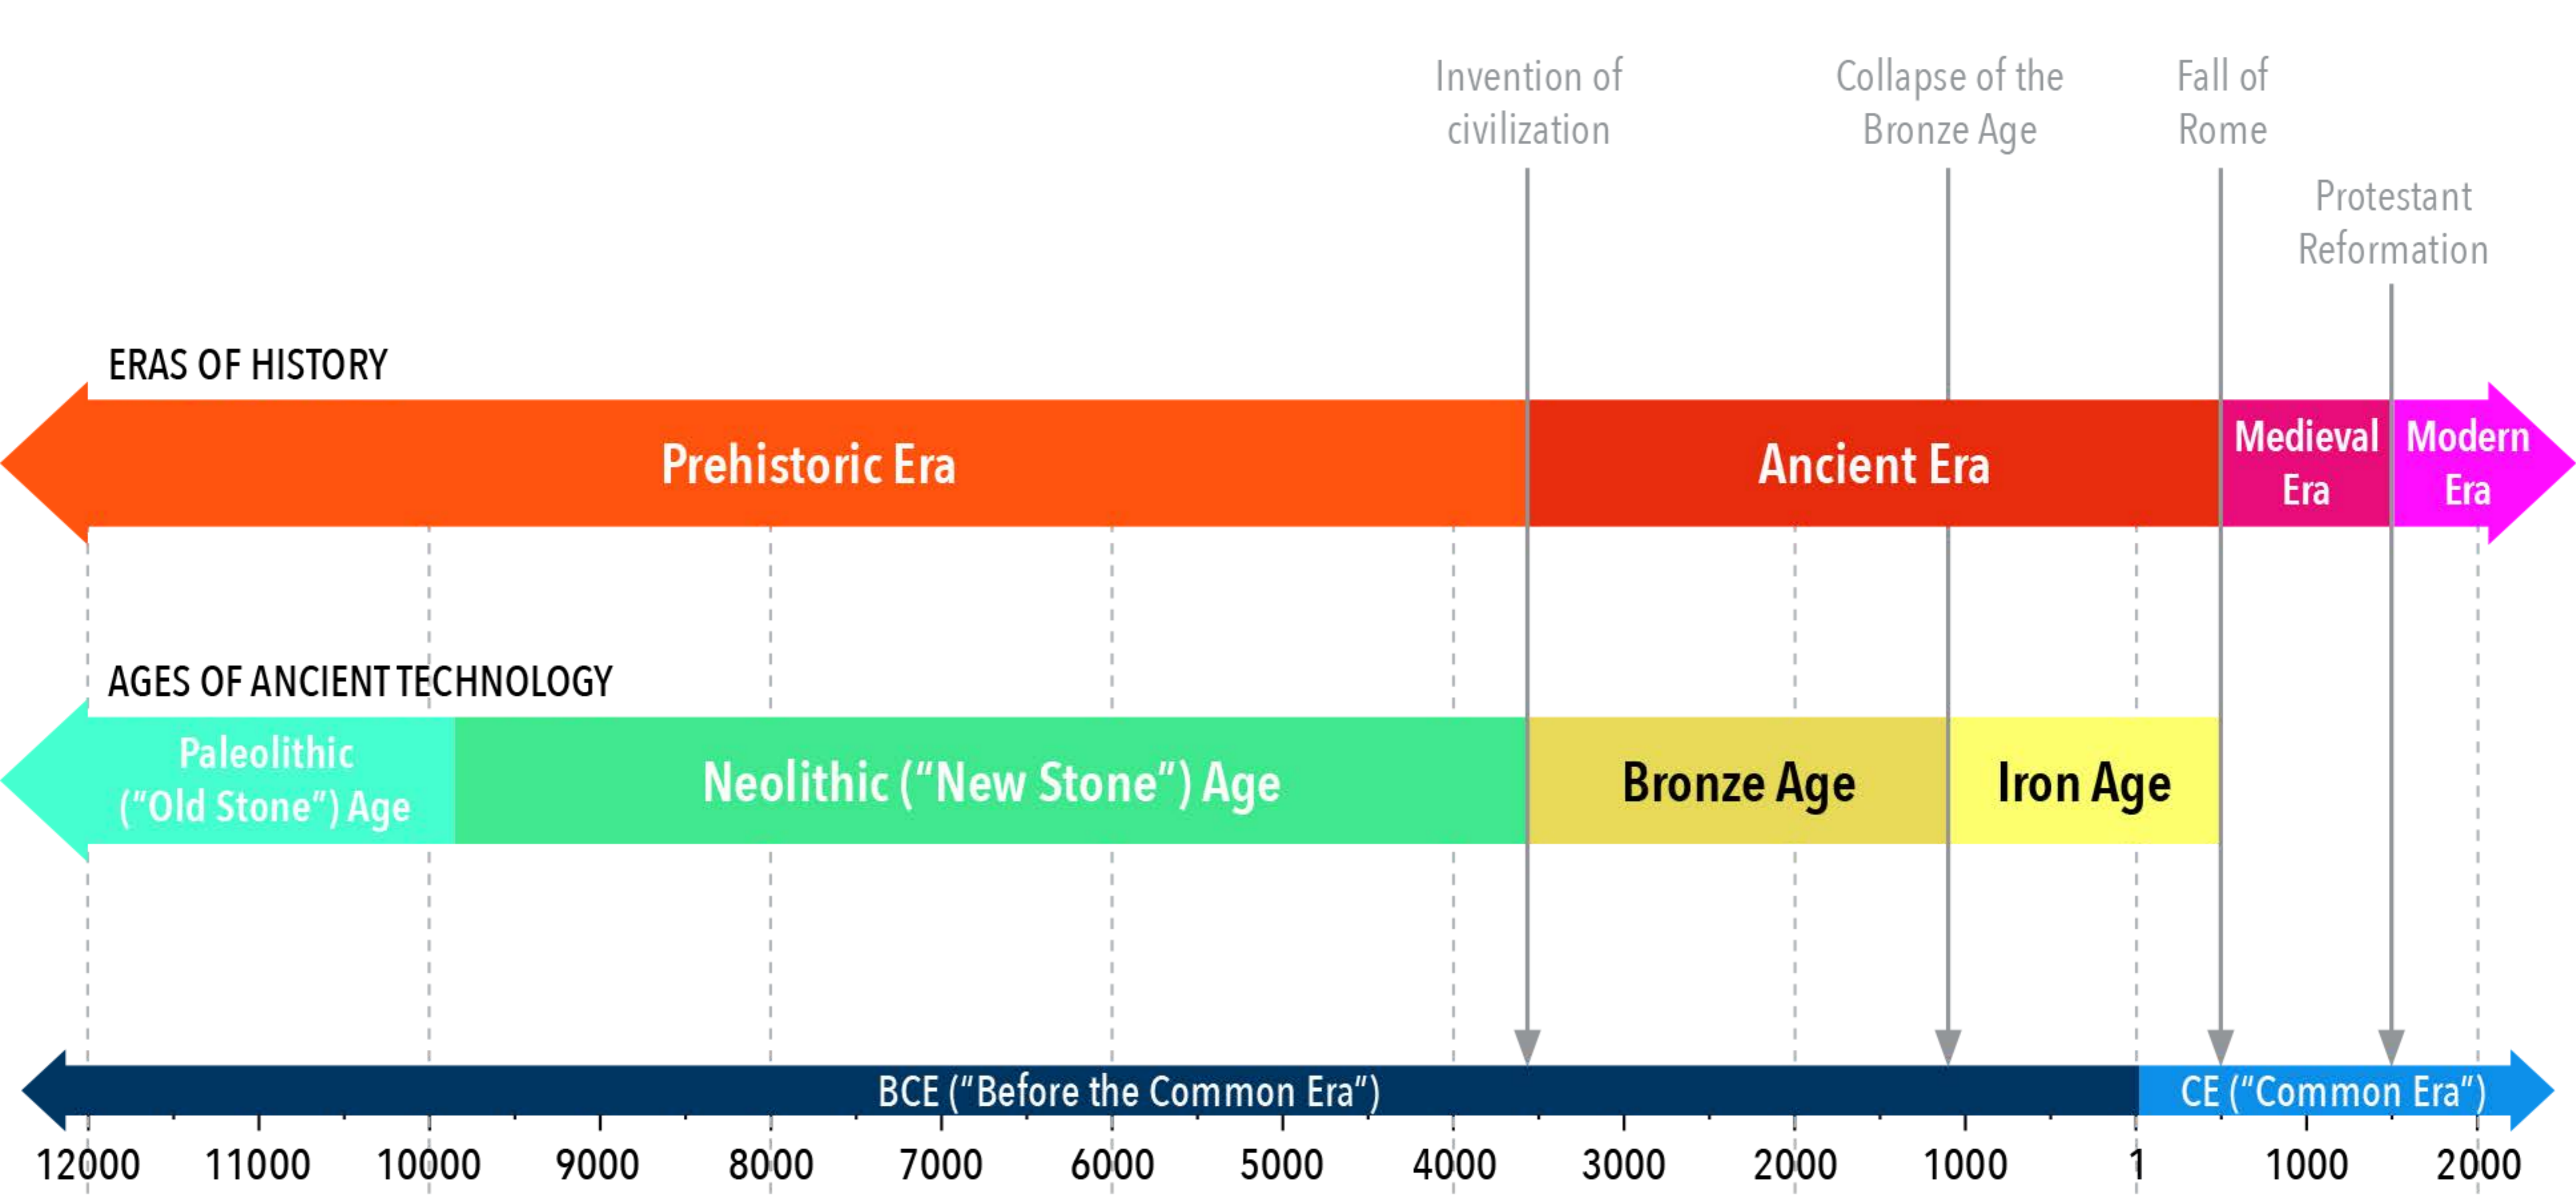 Invention of
civilization
Collapse of the
Bronze Age
Fall of
Rome
Protestant
Reformation
ERAS OF HISTORY
Prehistoric Era
Ancient Era
Medieval
Era
Modern
Era
AGES OF ANCIENT TECHNOLOGY
Paleolithic
("Old Stone") Age
Neolithic ("New Stone") Age
Bronze Age
Iron Age
BCE ("Before the Common Era")
CE ("Common Era")
12000 11000 10000 9000 8000 7000 6000 5000 4000 3000 2000 1000 1 1000 2000